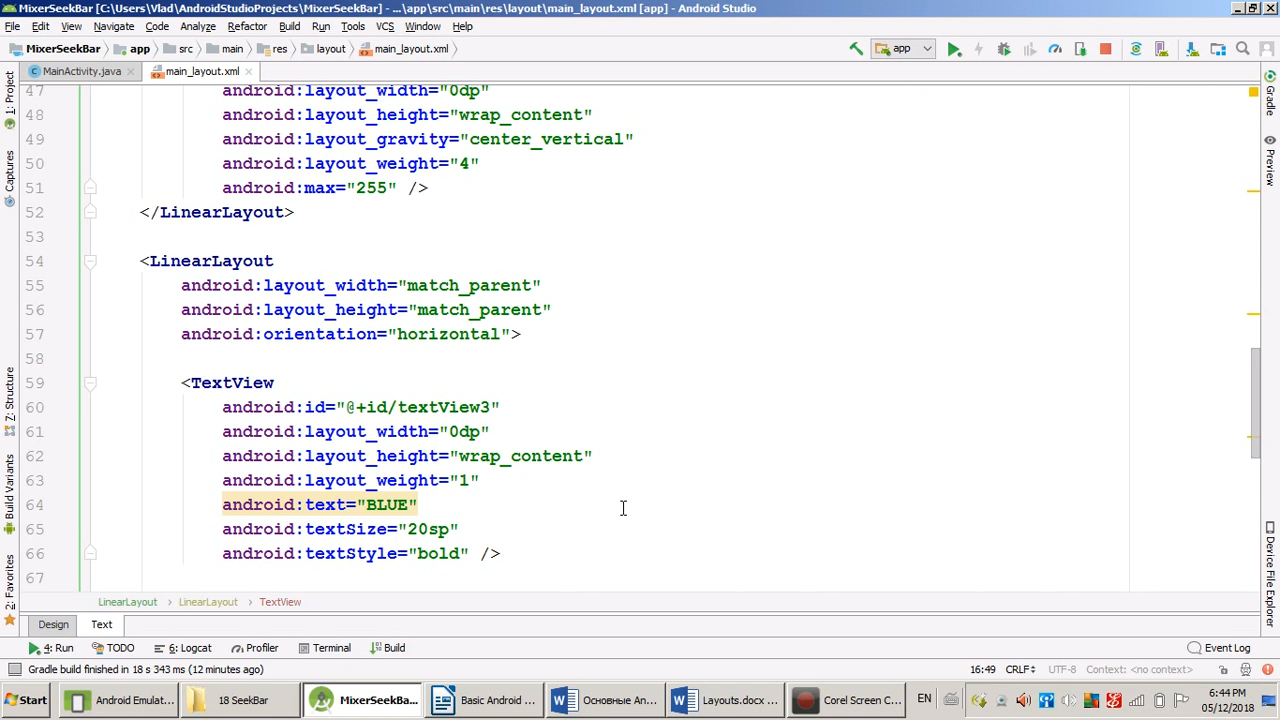 MixerSeekBar [C:\Users\Vlad\AndroidStudioProjects\MixerSeekBar] - ...\app\src\main\res\layout\main_layout.xml [app] - Android Studio
File Edit View Navigate Code Analyze Refactor Build Run Tools VCS Window Help
MixerSeekBar app src main res layout main_layout.xml app
MainActivity.java main_layout.xml
47 android:layout_width="0dp"
48 android:layout_height="wrap_content"
49 android:layout_gravity="center_vertical"
50 android:layout_weight="4"
51 android:max="255" />
52 </LinearLayout>
53
54 <LinearLayout
55 android:layout_width="match_parent"
56 android:layout_height="match_parent"
57 android:orientation="horizontal">
58
59 <TextView
60 android:id="@+id/textView3"
61 android:layout_width="0dp"
62 android:layout_height="wrap_content"
63 android:layout_weight="1"
64 android:text="BLUE"
65 android:textSize="20sp"
66 android:textStyle="bold" />
67
1: Project
Captures
7: Structure
Build Variants
2: Favorites
Gradle
Preview
Device File Explorer
LinearLayout LinearLayout TextView
Design Text
4: Run TODO 6: Logcat Profiler Terminal Build Event Log
Gradle build finished in 18 s 343 ms (12 minutes ago) 16:49 CRLF UTF-8 Context: <no context>
Start Android Emulat... 18 SeekBar MixerSeekBa... Basic Android ... Основные An... Layouts.docx ... Corel Screen C... EN 6:44 PM
05/12/2018